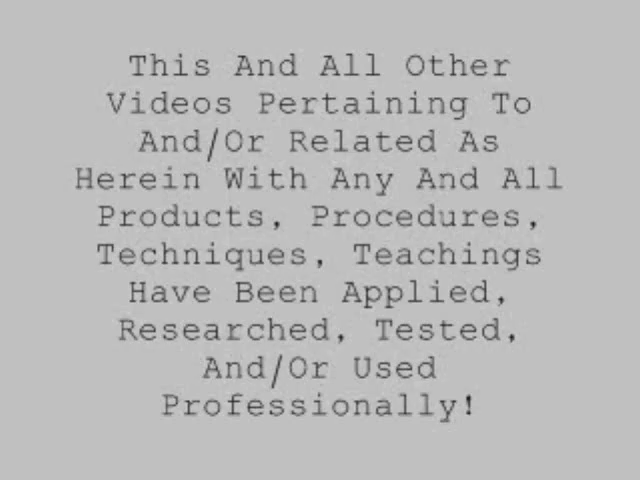 This And All Other
Videos Pertaining To
And/Or Related As
Herein With Any And All
Products, Procedures,
Techniques, Teachings
Have Been Applied,
Researched, Tested,
And/Or Used
Professionally!